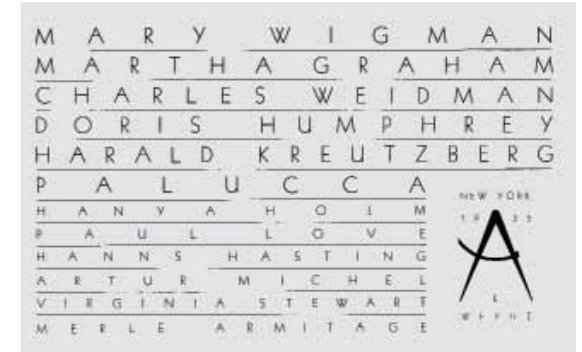 MARY WIGMAN
MARTHA GRAHAM
CHARLES WEIDMAN
DORIS HUMPHREY
HARALD KREUTZBERG
PALUCCA
HANYA HOLM
PAUL LOVE
HANNS HASTING
ARTUR MICHEL
VIRGINIA STEWART
MERLE ARMITAGE
NEW YORK
E
WEYHE